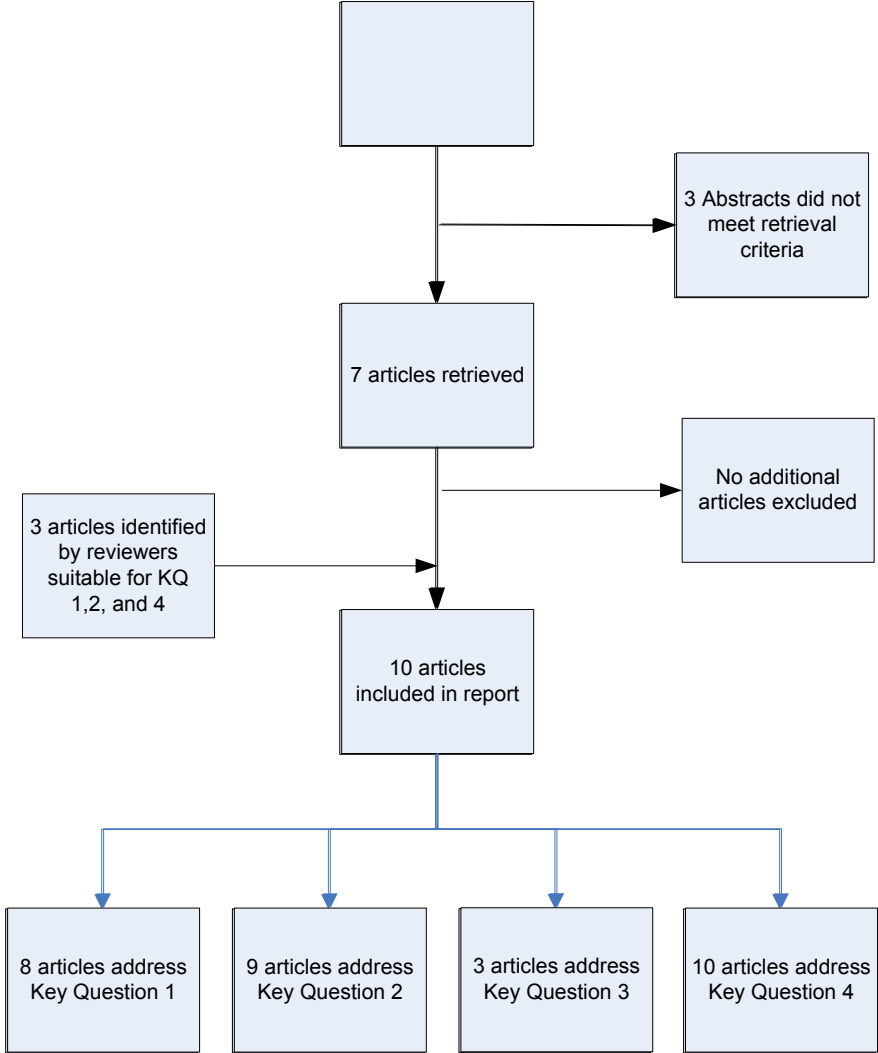 3 Abstracts did not
meet retrieval
criteria
7 articles retrieved
No additional
articles excluded
3 articles identified
by reviewers
suitable for KQ
1,2, and 4
10 articles
included in report
8 articles address
Key Question 1
9 articles address
Key Question 2
3 articles address
Key Question 3
10 articles address
Key Question 4